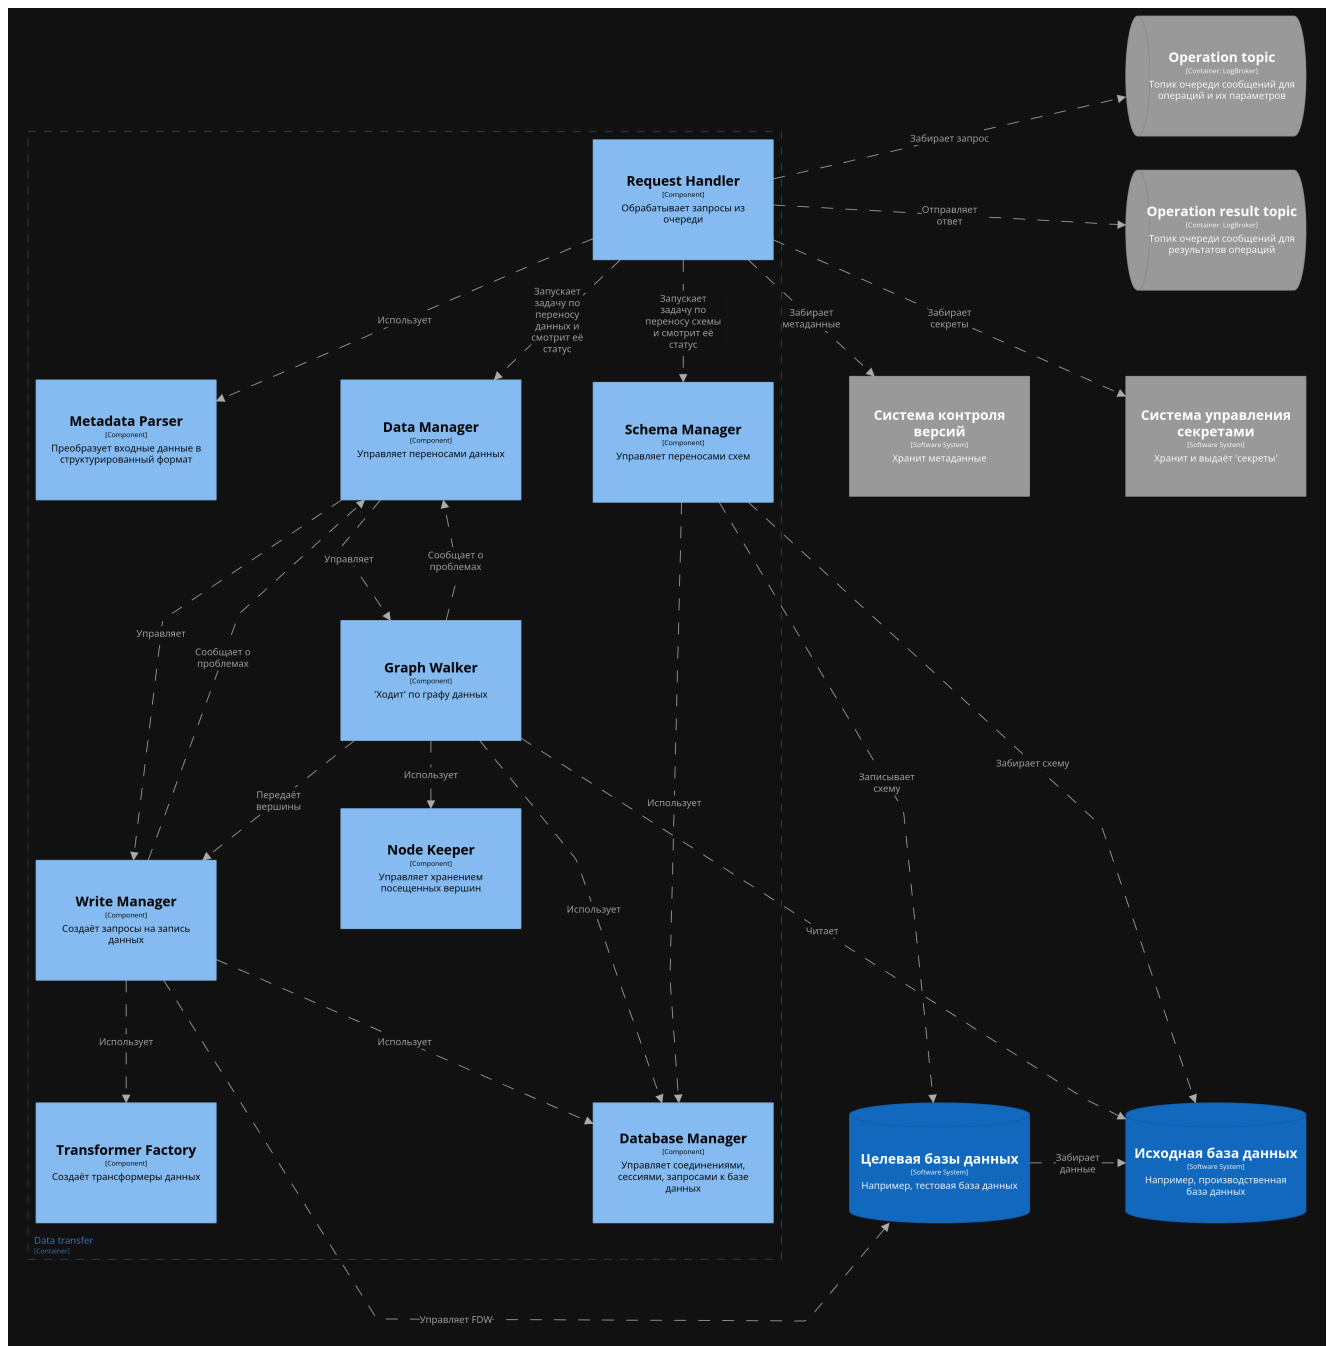 Operation topic
[Container: LogBroker]
Топик очереди сообщений для
операций и их параметров
Забирает запрос
Request Handler
[Component]
Обрабатывает запросы из
очереди
Operation result topic
[Container: LogBroker]
Топик очереди сообщений для
результатов операций
Отправляет
ответ
Использует
Запускает
задачу по
переносу
данных и
смотрит её
статус
Запускает
задачу по
переносу схемы
и смотрит её
статус
Забирает
метаданные
Забирает
секреты
Metadata Parser
[Component]
Преобразует входные данные в
структурированный формат
Data Manager
[Component]
Управляет переносами данных
Schema Manager
[Component]
Управляет переносами схем
Система контроля
версий
[Software System]
Хранит метаданные
Система управления
секретами
[Software System]
Хранит и выдаёт 'секреты'
Управляет
Сообщает о
проблемах
Управляет
Сообщает о
проблемах
Graph Walker
[Component]
'Ходит' по графу данных
Передаёт
вершины
Использует
Использует
Записывает
схему
Забирает схему
Node Keeper
[Component]
Управляет хранением
посещенных вершин
Write Manager
[Component]
Создаёт запросы на запись
данных
Использует
Читает
Использует
Использует
Transformer Factory
[Component]
Создаёт трансформеры данных
Database Manager
[Component]
Управляет соединениями,
сессиями, запросами к базе
данных
Целевая базы данных
[Software System]
Например, тестовая база данных
Забирает
данные
Исходная база данных
[Software System]
Например, производственная
база данных
Data transfer
[Container]
Управляет FDW